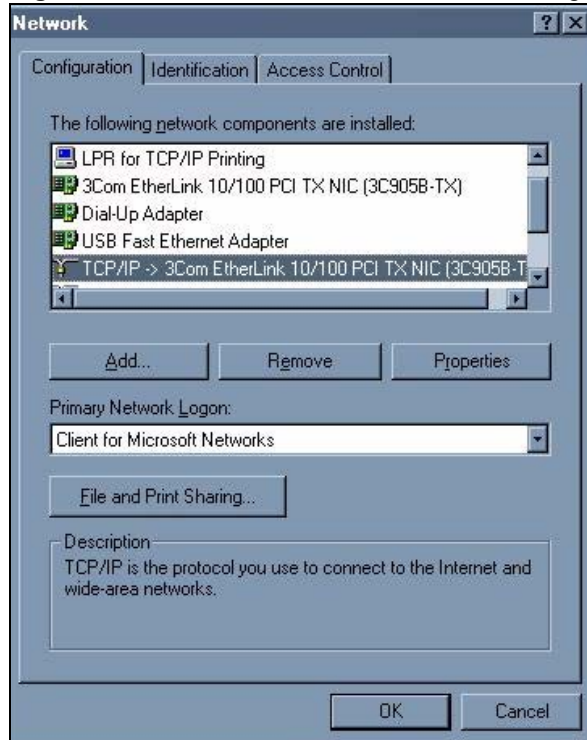 Network
Configuration Identification Access Control
The following network components are installed:
LPR for TCP/IP Printing
3Com EtherLink 10/100 PCI TX NIC (3C905B-TX)
Dial-Up Adapter
USB Fast Ethernet Adapter
TCP/IP -> 3Com EtherLink 10/100 PCI TX NIC (3C905B-T
Add... Remove Properties
Primary Network Logon:
Client for Microsoft Networks
File and Print Sharing...
Description
TCP/IP is the protocol you use to connect to the Internet and
wide-area networks.
OK Cancel